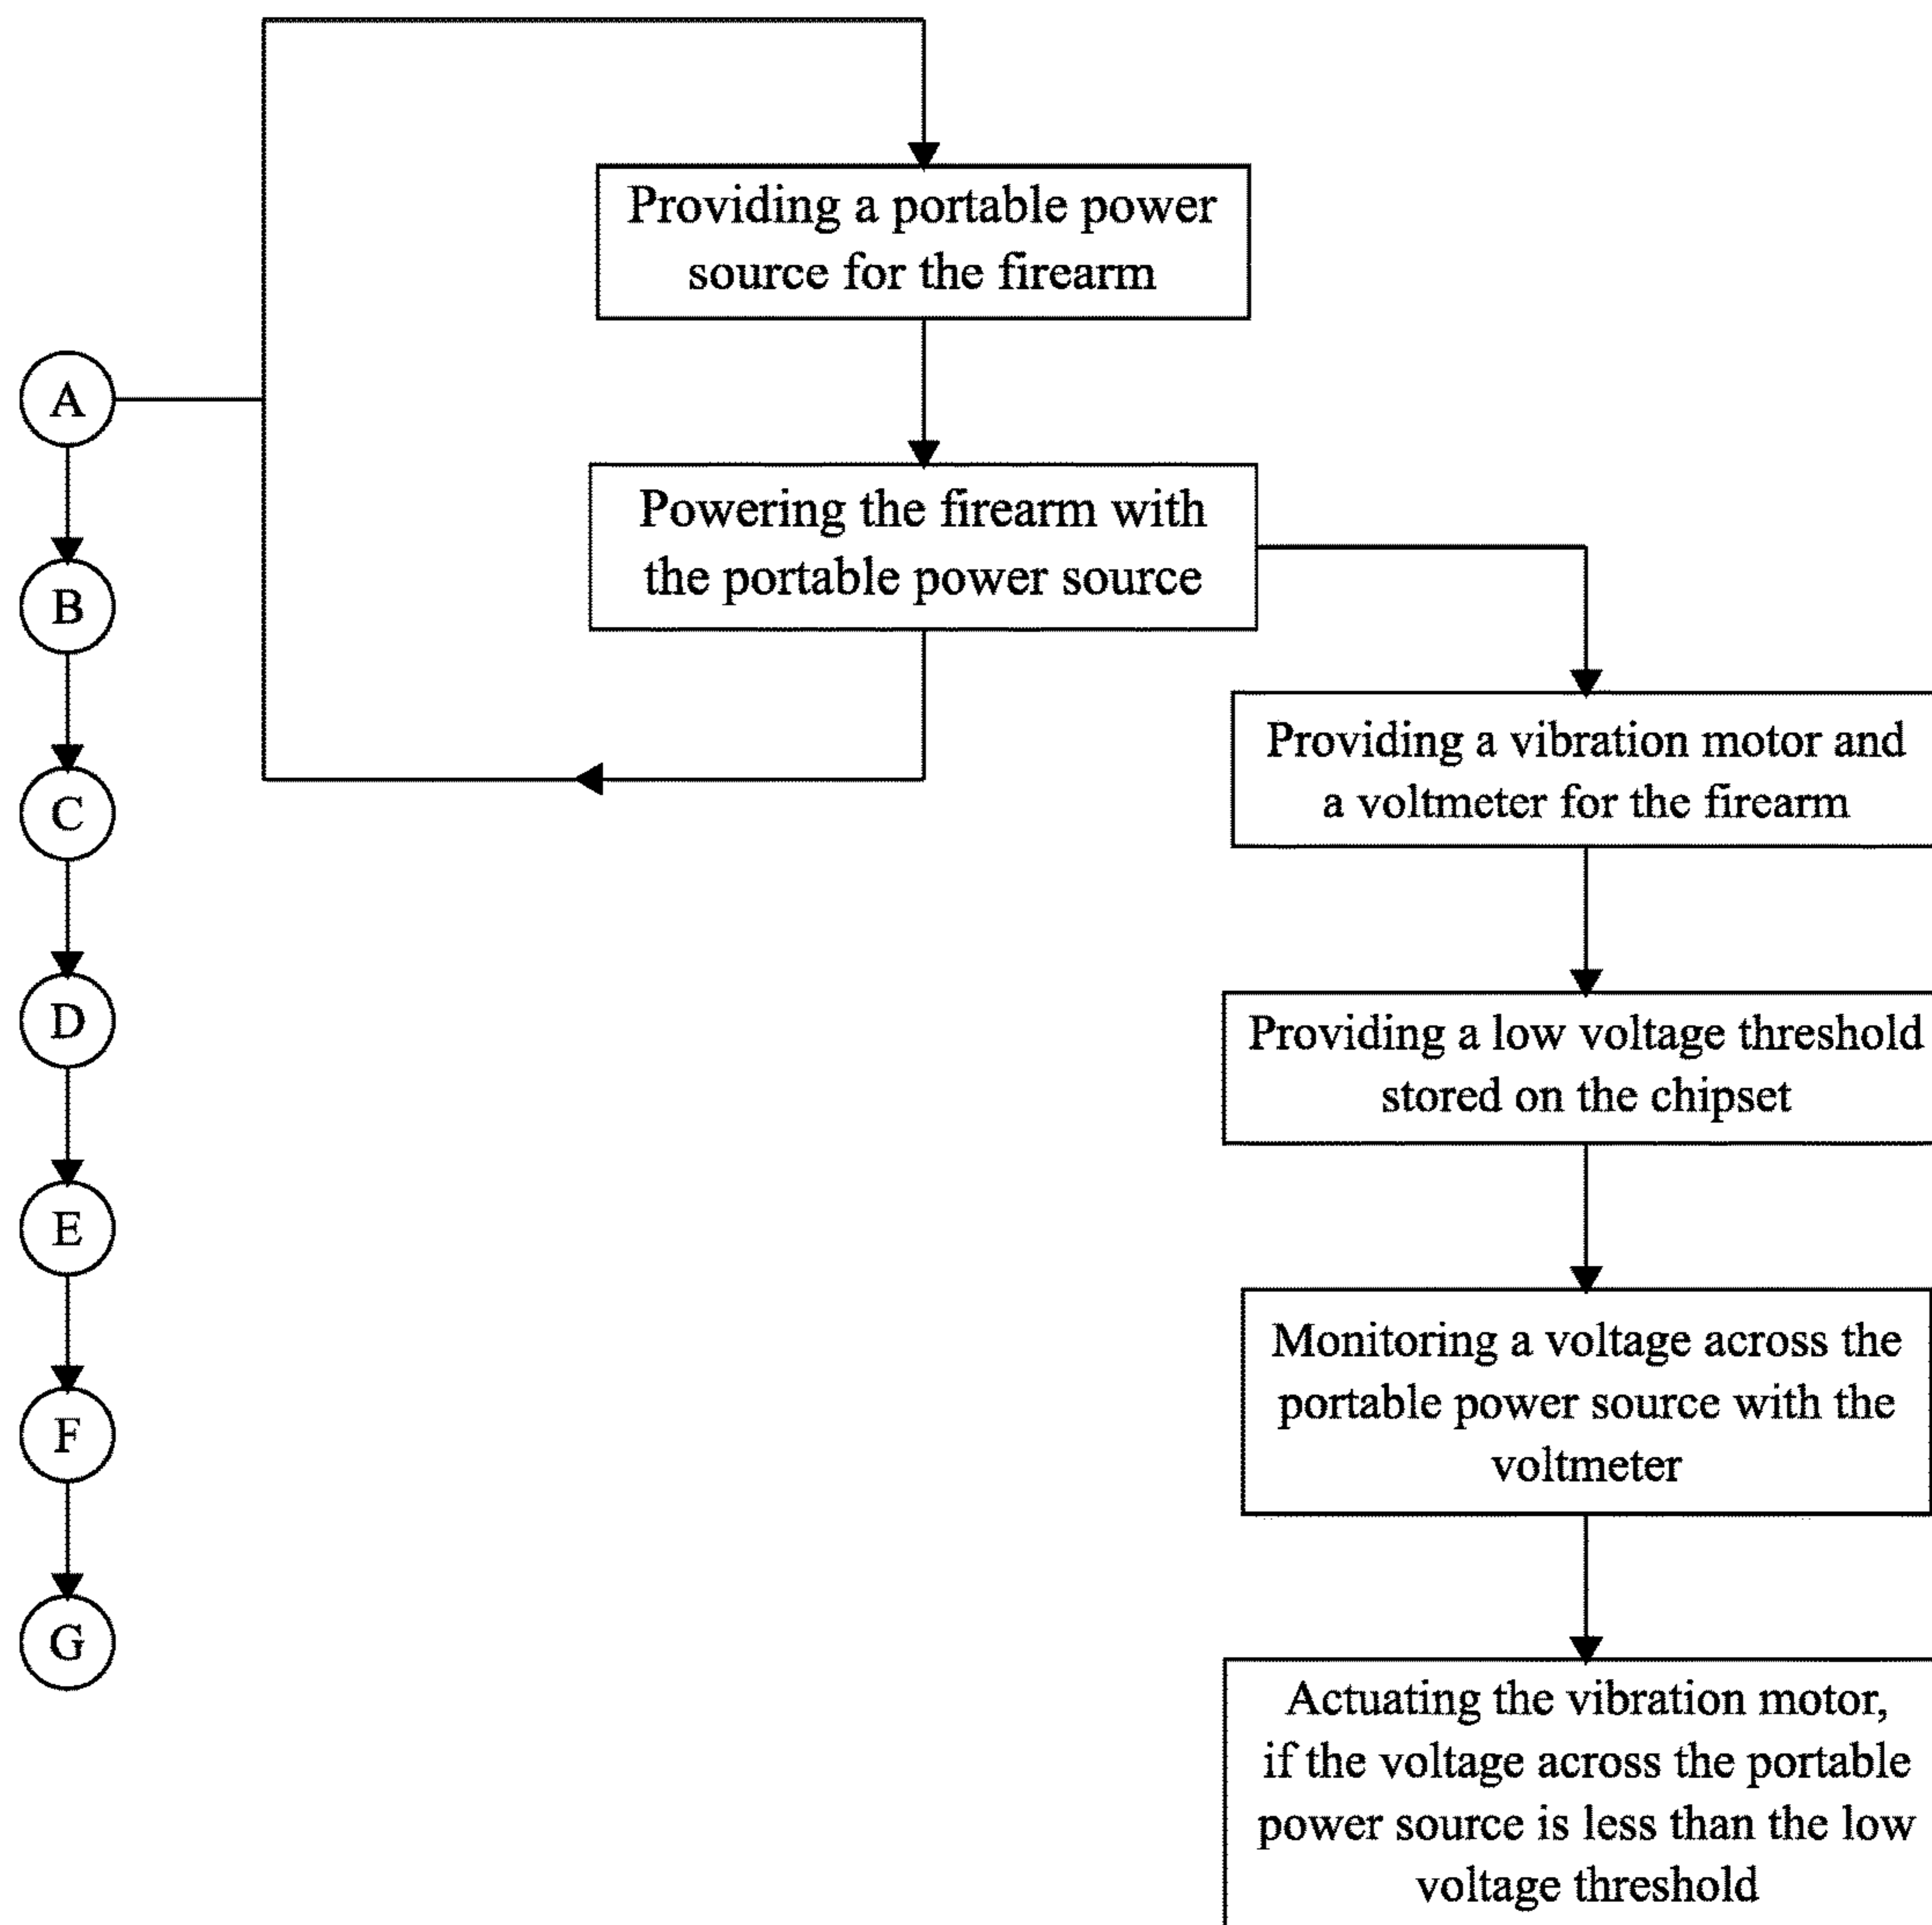 Providing a portable power
source for the firearm
A
Powering the firearm with
the portable power source
B
Providing a vibration motor and
a voltmeter for the firearm
C
Providing a low voltage threshold
stored on the chipset
D
E
Monitoring a voltage across the
portable power source with the
voltmeter
F
G
Actuating the vibration motor,
if the voltage across the portable
power source is less than the low
voltage threshold